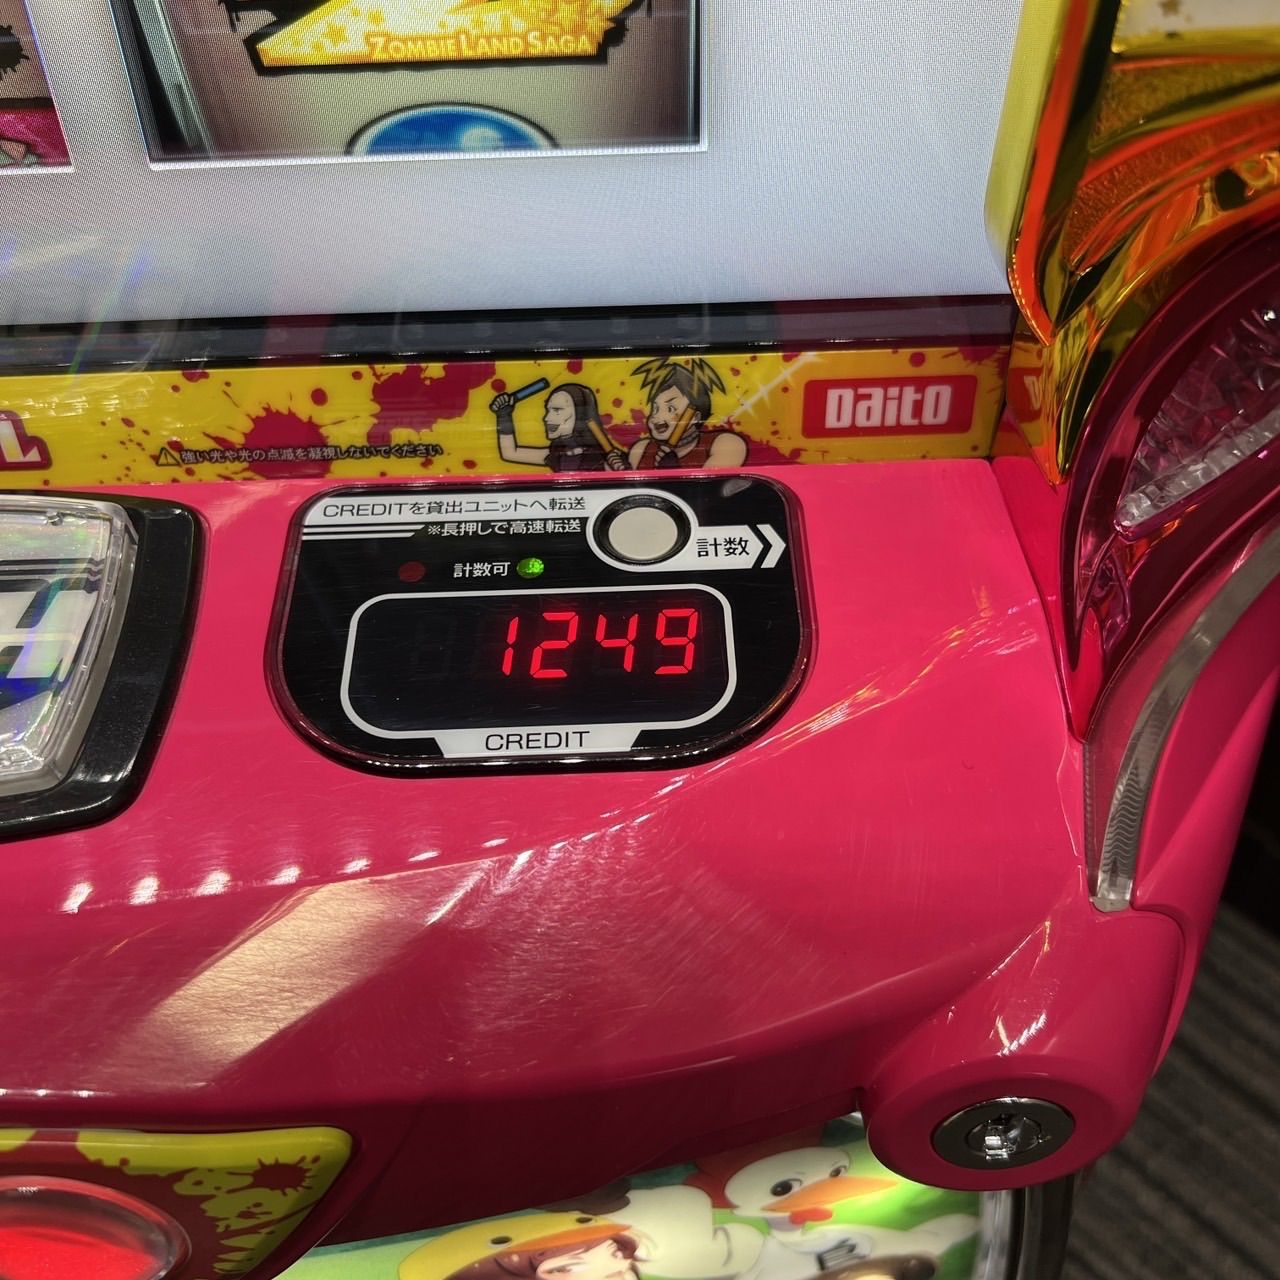 ZOMBIE LAND SAGA
Daito
⚠強い光や光の点滅を凝視しないでください
CREDITを貸出ユニットへ転送
※長押しで高速転送
計数
計数可
1249
CREDIT